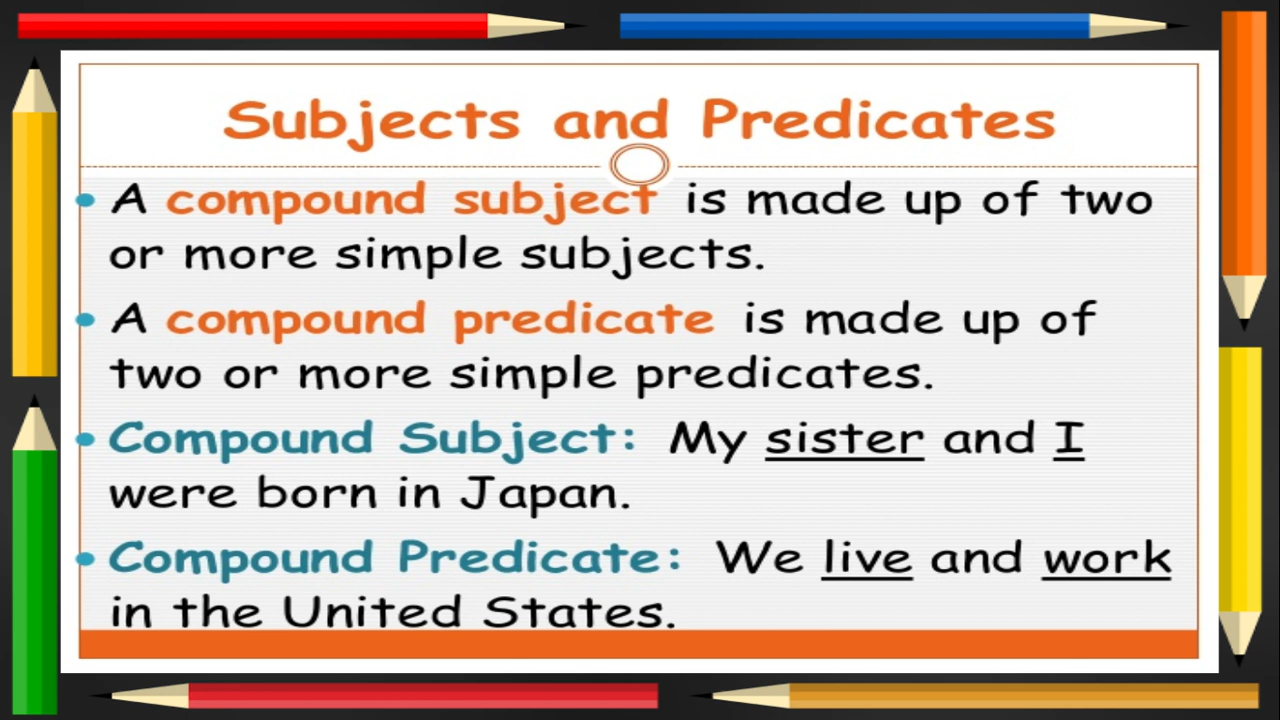 Subjects and Predicates
• A compound subject is made up of two
or more simple subjects.
• A compound predicate is made up of
two or more simple predicates.
• Compound Subject: My sister and I
were born in Japan.
• Compound Predicate: We live and work
in the United States.